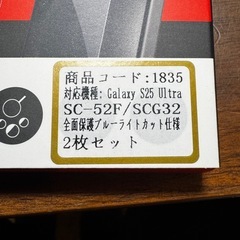 商品コード:1835
対応機種: Galaxy S25 Ultra
SC-52F/SCG32
全面保護ブルーライトカット仕様
2枚セット